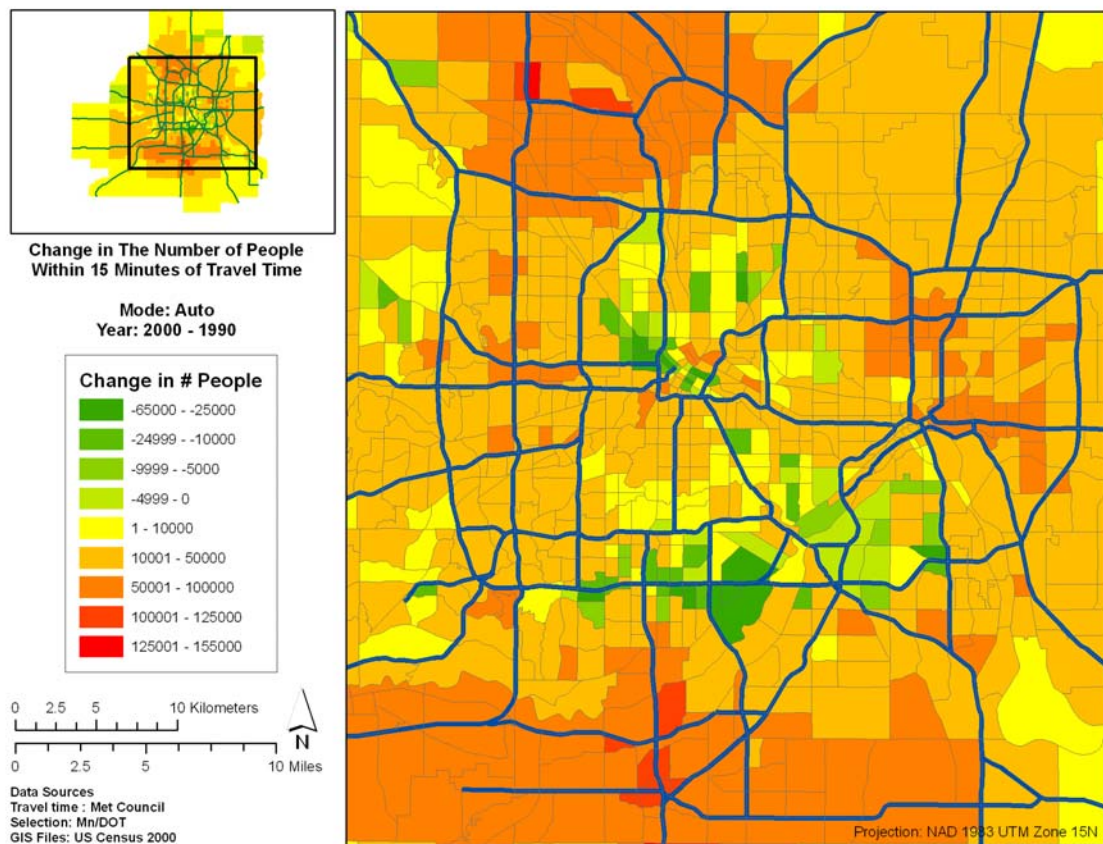 Change in The Number of People
Within 15 Minutes of Travel Time
Mode: Auto
Year: 2000 - 1990
Change in # People
-65000 - -25000
-24999 - -10000
-9999 - -5000
-4999 - 0
1 - 10000
10001 - 50000
50001 - 100000
100001 - 125000
125001 - 155000
0 2.5 5 10 Kilometers
N
0 2.5 5 10 Miles
Data Sources
Travel time : Met Council
Selection: Mn/DOT
GIS Files: US Census 2000
Projection: NAD 1983 UTM Zone 15N